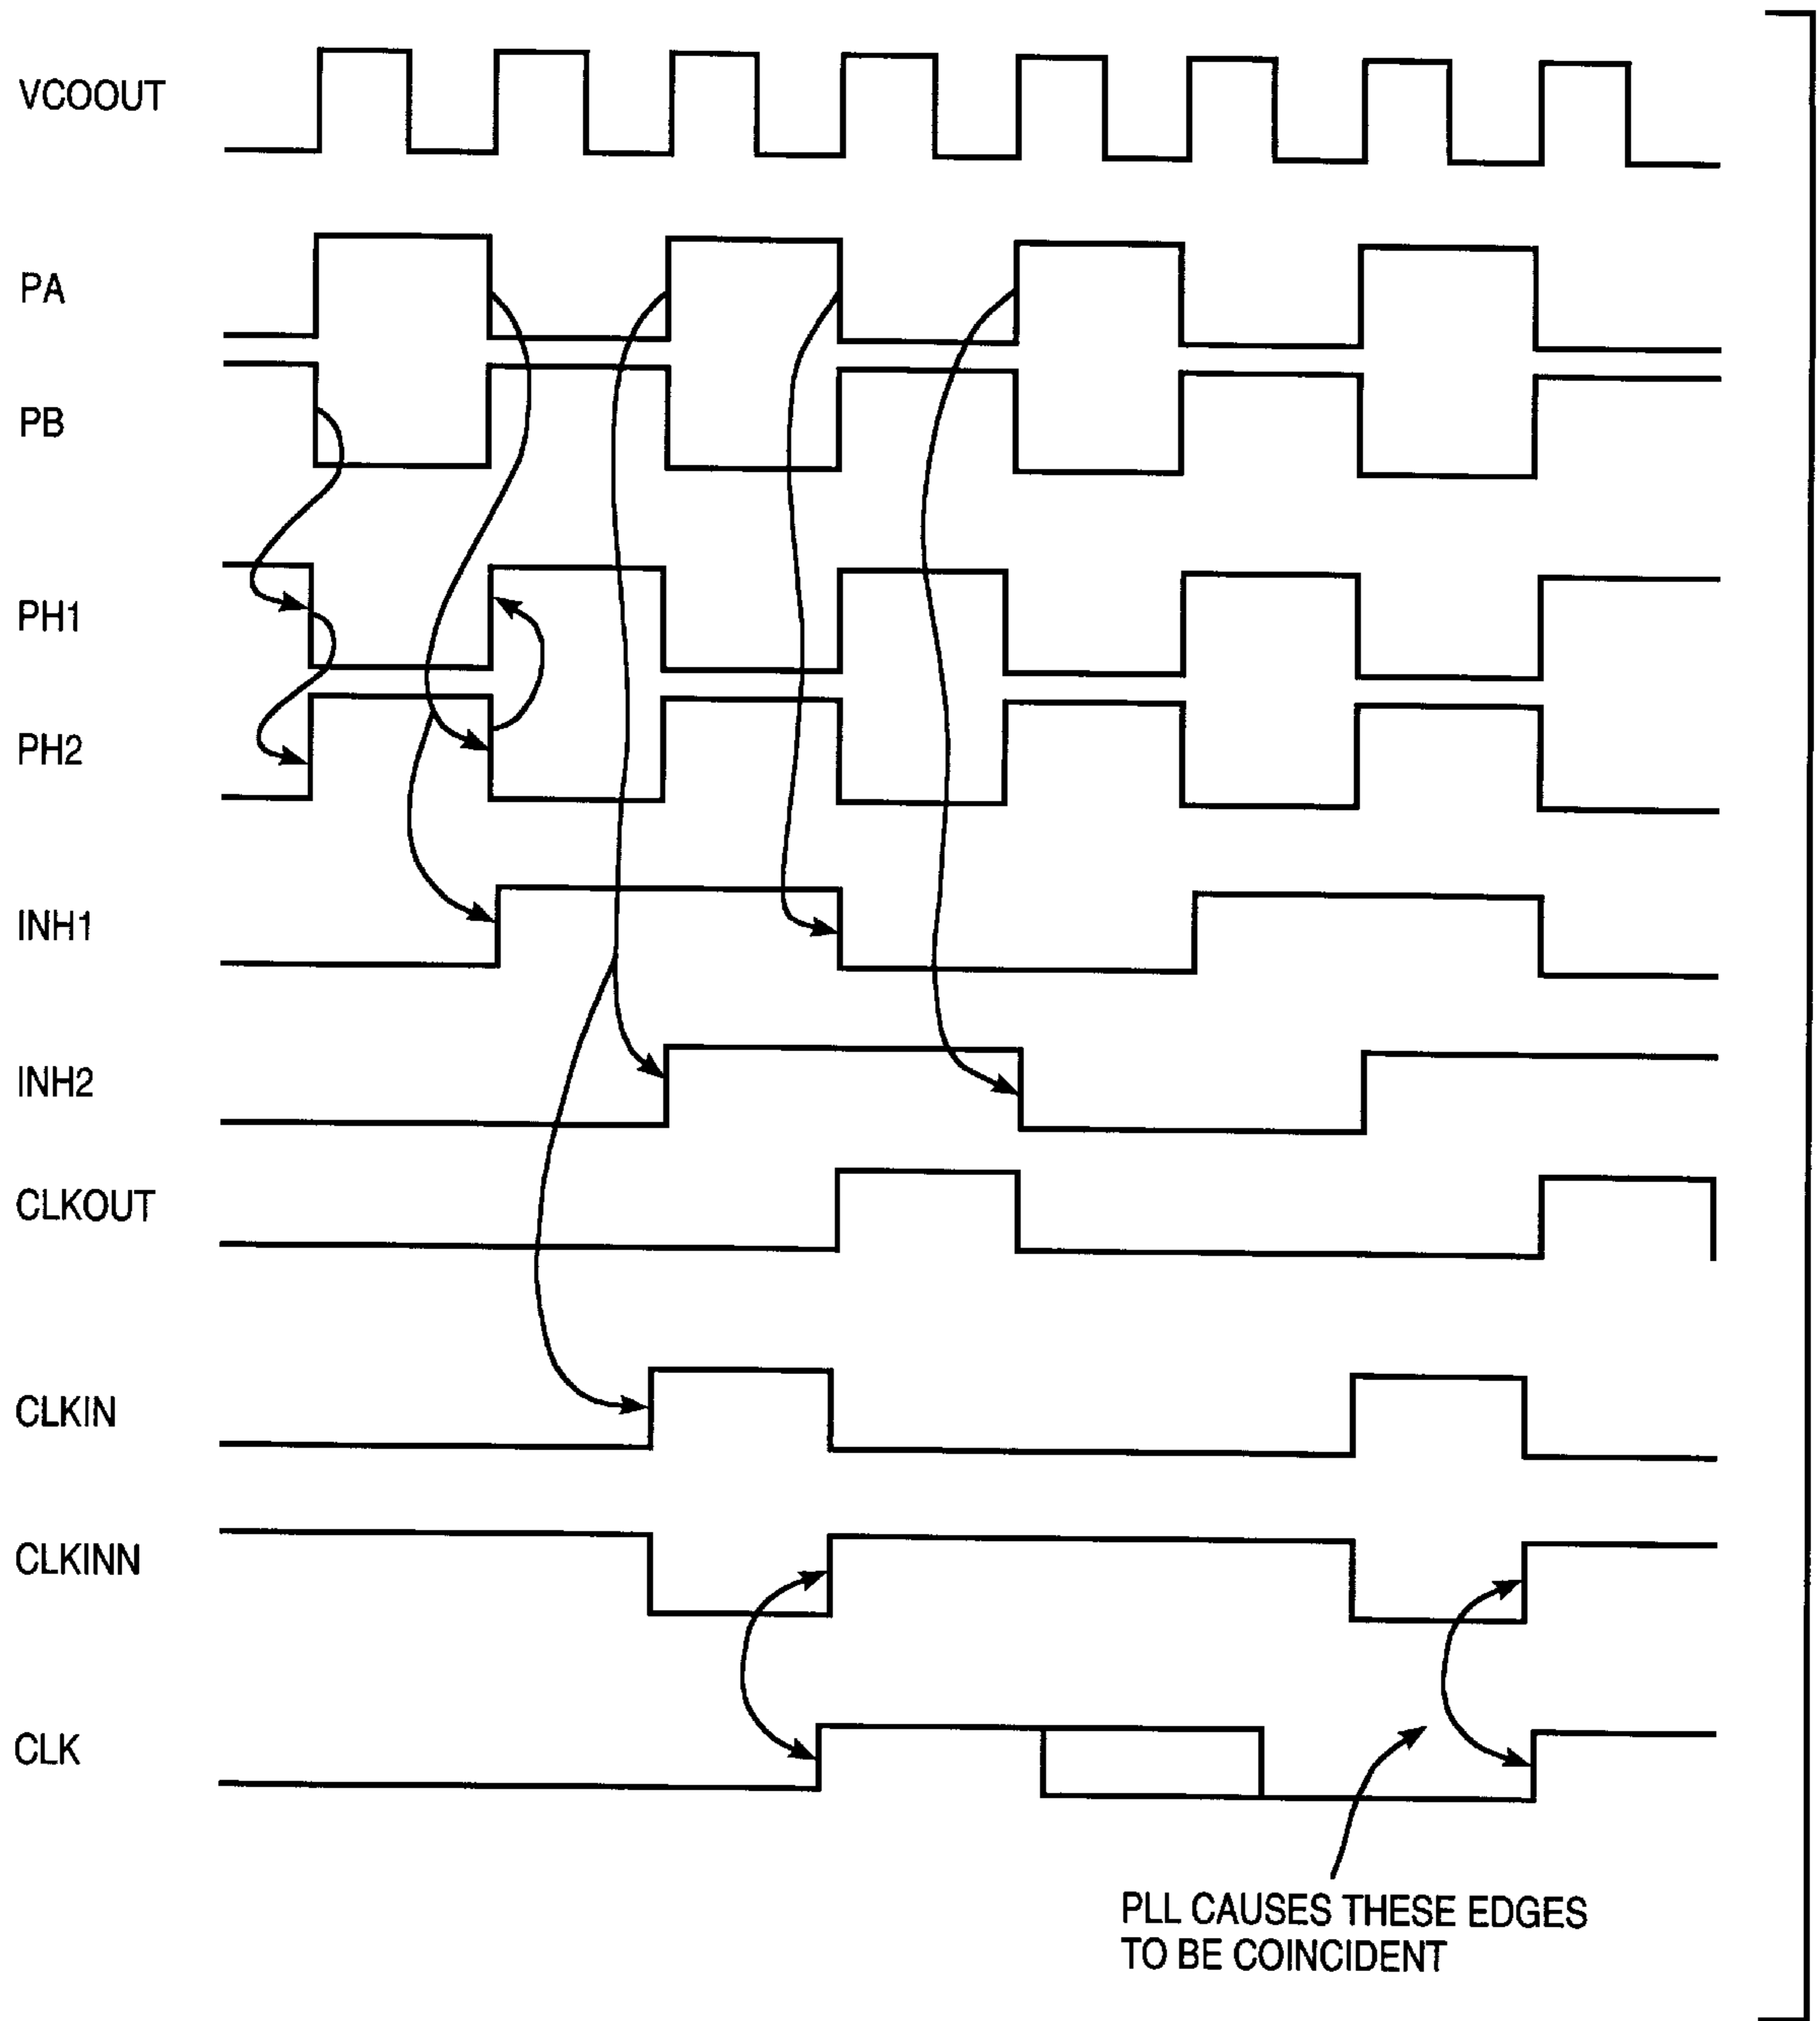 VCOOUT
PA
PB
PH1
PH2
INH1
INH2
CLKOUT
CLKIN
CLKINN
CLK
PLL CAUSES THESE EDGES
TO BE COINCIDENT